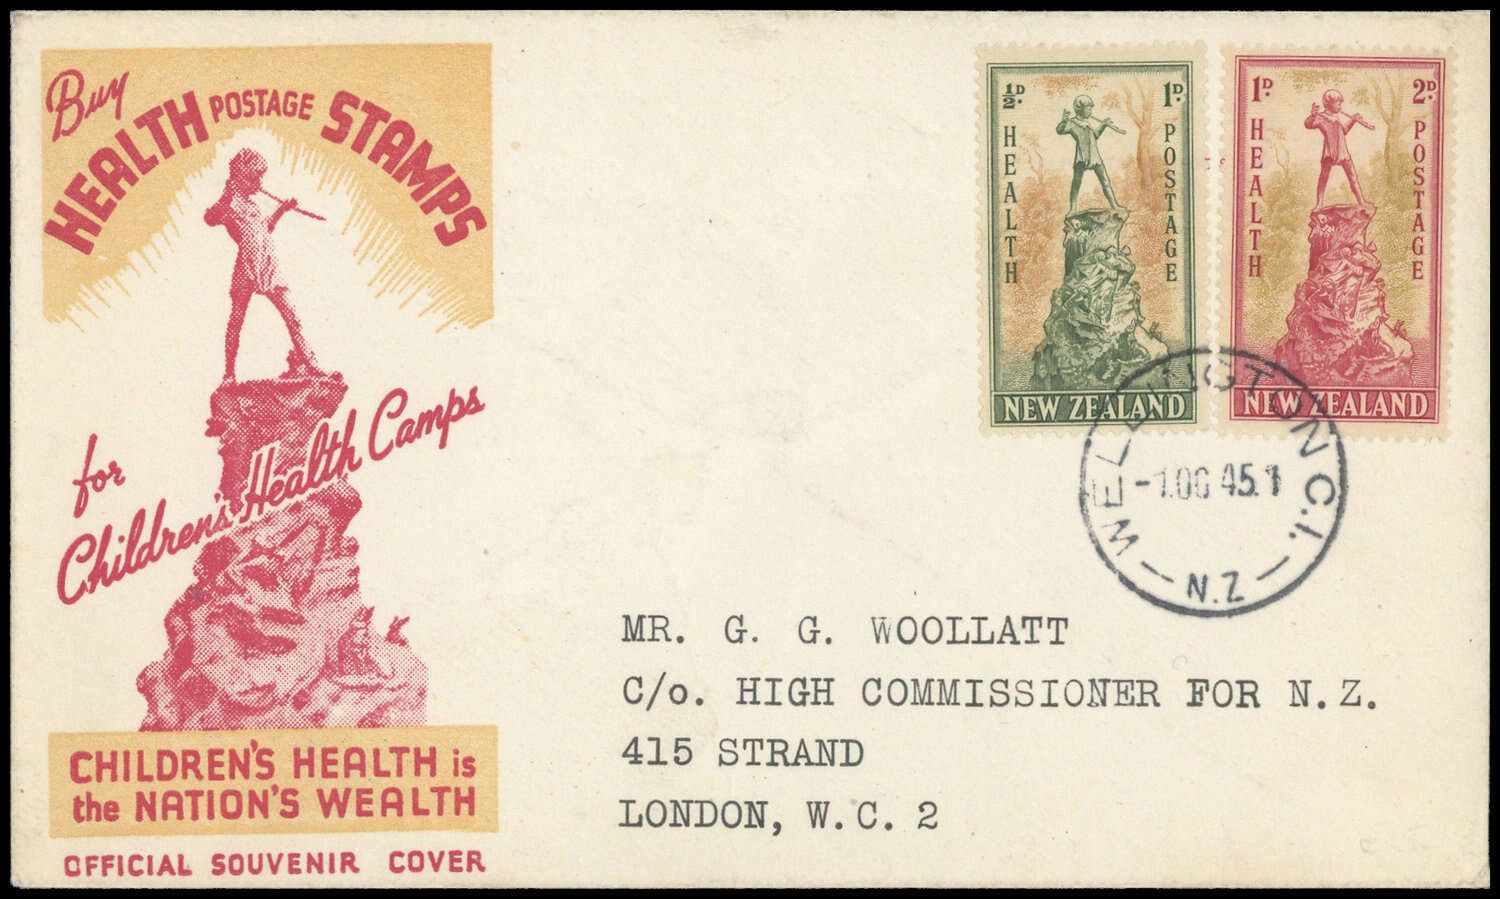 Buy
HEALTH POSTAGE STAMPS
for
Children's Health Camps
CHILDREN'S HEALTH is
the NATION'S WEALTH
OFFICIAL SOUVENIR COVER
½D. 1D.
HEALTH
POSTAGE
NEW ZEALAND
1D. 2D.
HEALTH
POSTAGE
NEW ZEALAND
WELLINGTON C.I.
-1.OC 45.1
N.Z
MR. G. G. WOOLLATT
C/o. HIGH COMMISSIONER FOR N.Z.
415 STRAND
LONDON, W.C. 2